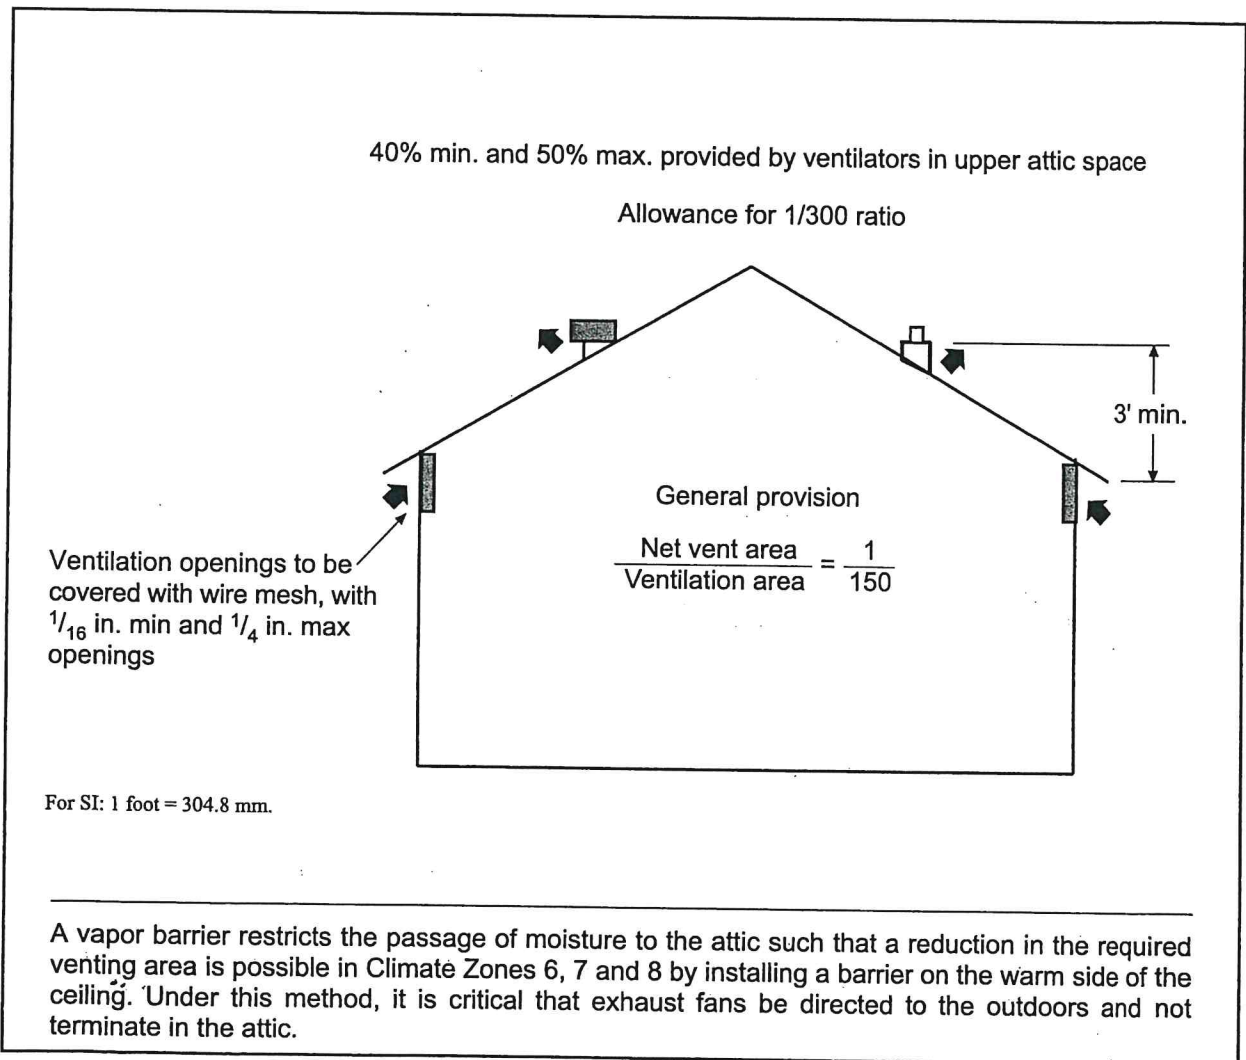 40% min. and 50% max. provided by ventilators in upper attic space
Allowance for 1/300 ratio
3' min.
General provision
Net vent area
Ventilation area
= 1
150
Ventilation openings to be
covered with wire mesh, with
1/16 in. min and 1/4 in. max
openings
For SI: 1 foot = 304.8 mm.
A vapor barrier restricts the passage of moisture to the attic such that a reduction in the required
venting area is possible in Climate Zones 6, 7 and 8 by installing a barrier on the warm side of the
ceiling. Under this method, it is critical that exhaust fans be directed to the outdoors and not
terminate in the attic.